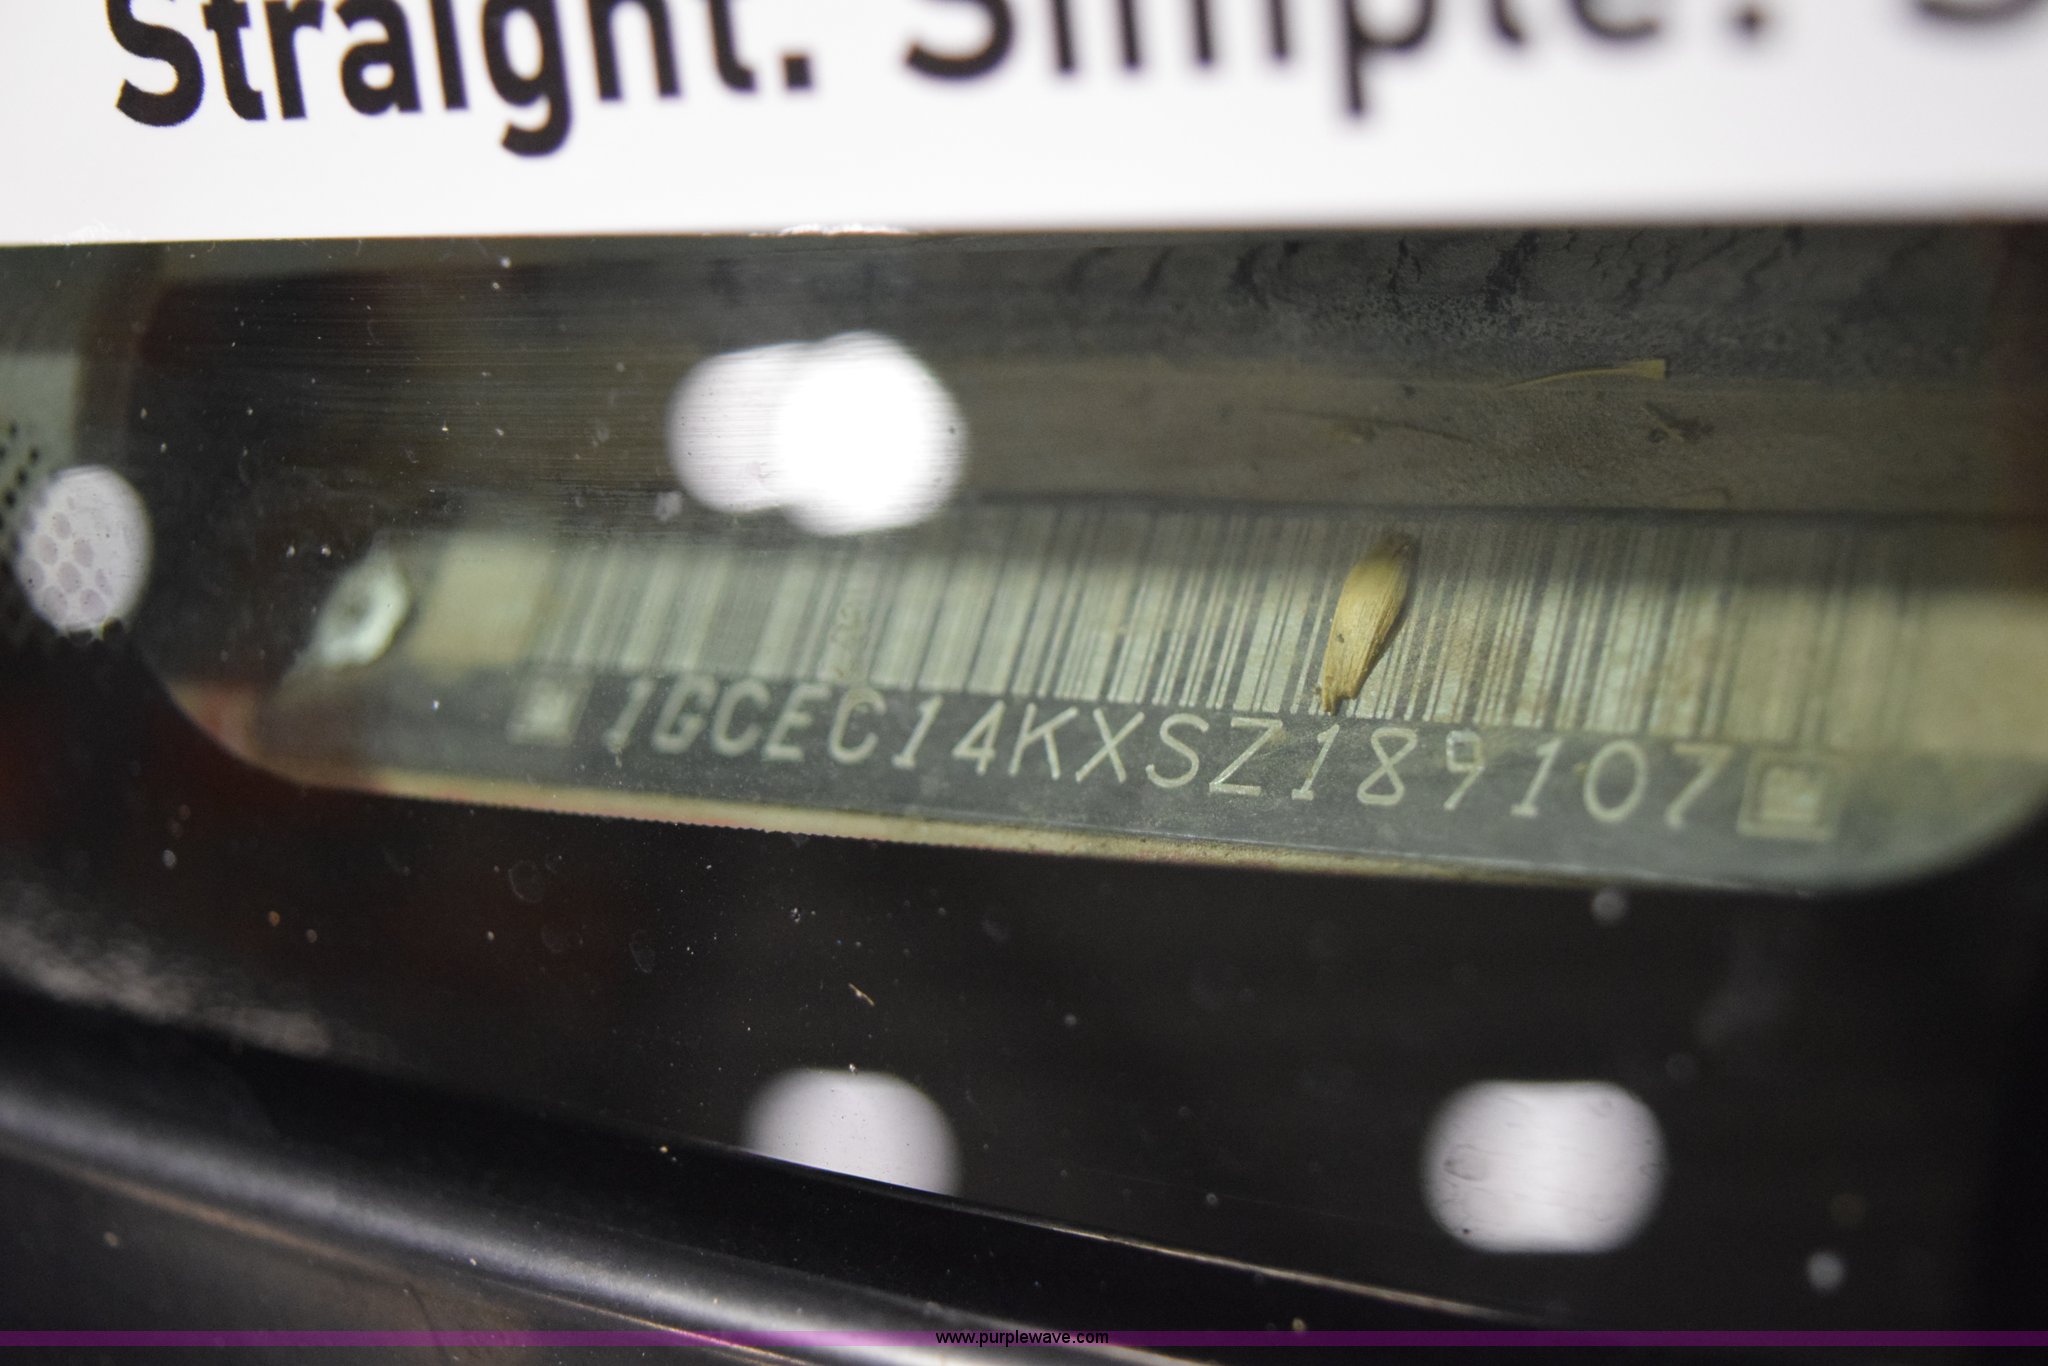 Straight. Simple.
1GCEC14KXSZ189107
www.purplewave.com